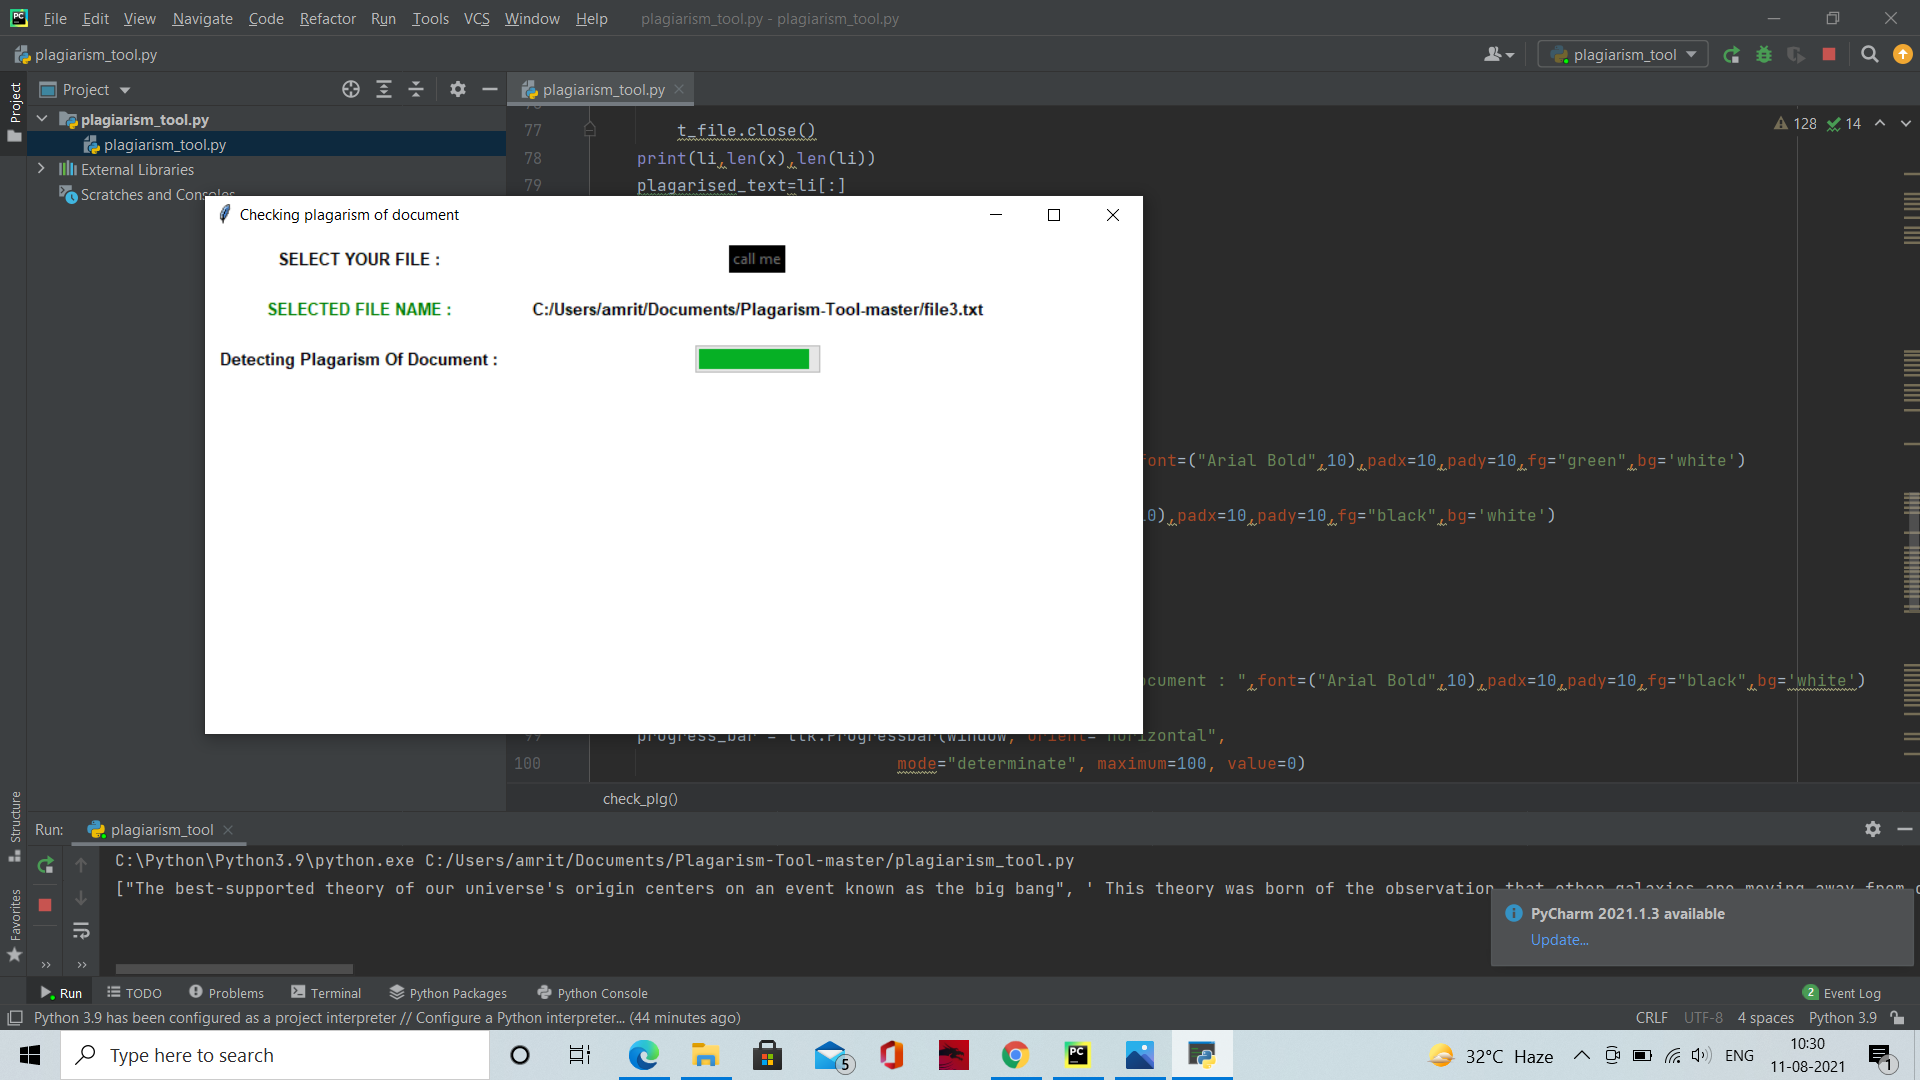 File Edit View Navigate Code Refactor Run Tools VCS Window Help plagiarism_tool.py - plagiarism_tool.py
plagiarism_tool.py
plagiarism_tool
Project
Project
plagiarism_tool.py
plagiarism_tool.py
plagiarism_tool.py
External Libraries
Scratches and Consoles
77 t_file.close()
128 14
78 print(li,len(x),len(li))
79 plagarised_text=li[:]
Checking plagarism of document
SELECT YOUR FILE :
call me
SELECTED FILE NAME :
C:/Users/amrit/Documents/Plagarism-Tool-master/file3.txt
Detecting Plagarism Of Document :
font=("Arial Bold",10),padx=10,pady=10,fg="green",bg='white')
10),padx=10,pady=10,fg="black",bg='white')
ocument : ",font=("Arial Bold",10),padx=10,pady=10,fg="black",bg='white')
99 progress_bar = ttk.Progressbar(window, orient="horizontal",
100 mode="determinate", maximum=100, value=0)
check_plg()
Structure
Favorites
Run: plagiarism_tool
C:\Python\Python3.9\python.exe C:/Users/amrit/Documents/Plagarism-Tool-master/plagiarism_tool.py
["The best-supported theory of our universe's origin centers on an event known as the big bang", ' This theory was born of the observation that other galaxies are moving away from
PyCharm 2021.1.3 available
Update...
Run TODO Problems Terminal Python Packages Python Console
2 Event Log
Python 3.9 has been configured as a project interpreter // Configure a Python interpreter... (44 minutes ago)
CRLF UTF-8 4 spaces Python 3.9
Type here to search
5
32°C Haze
ENG
10:30
11-08-2021
1